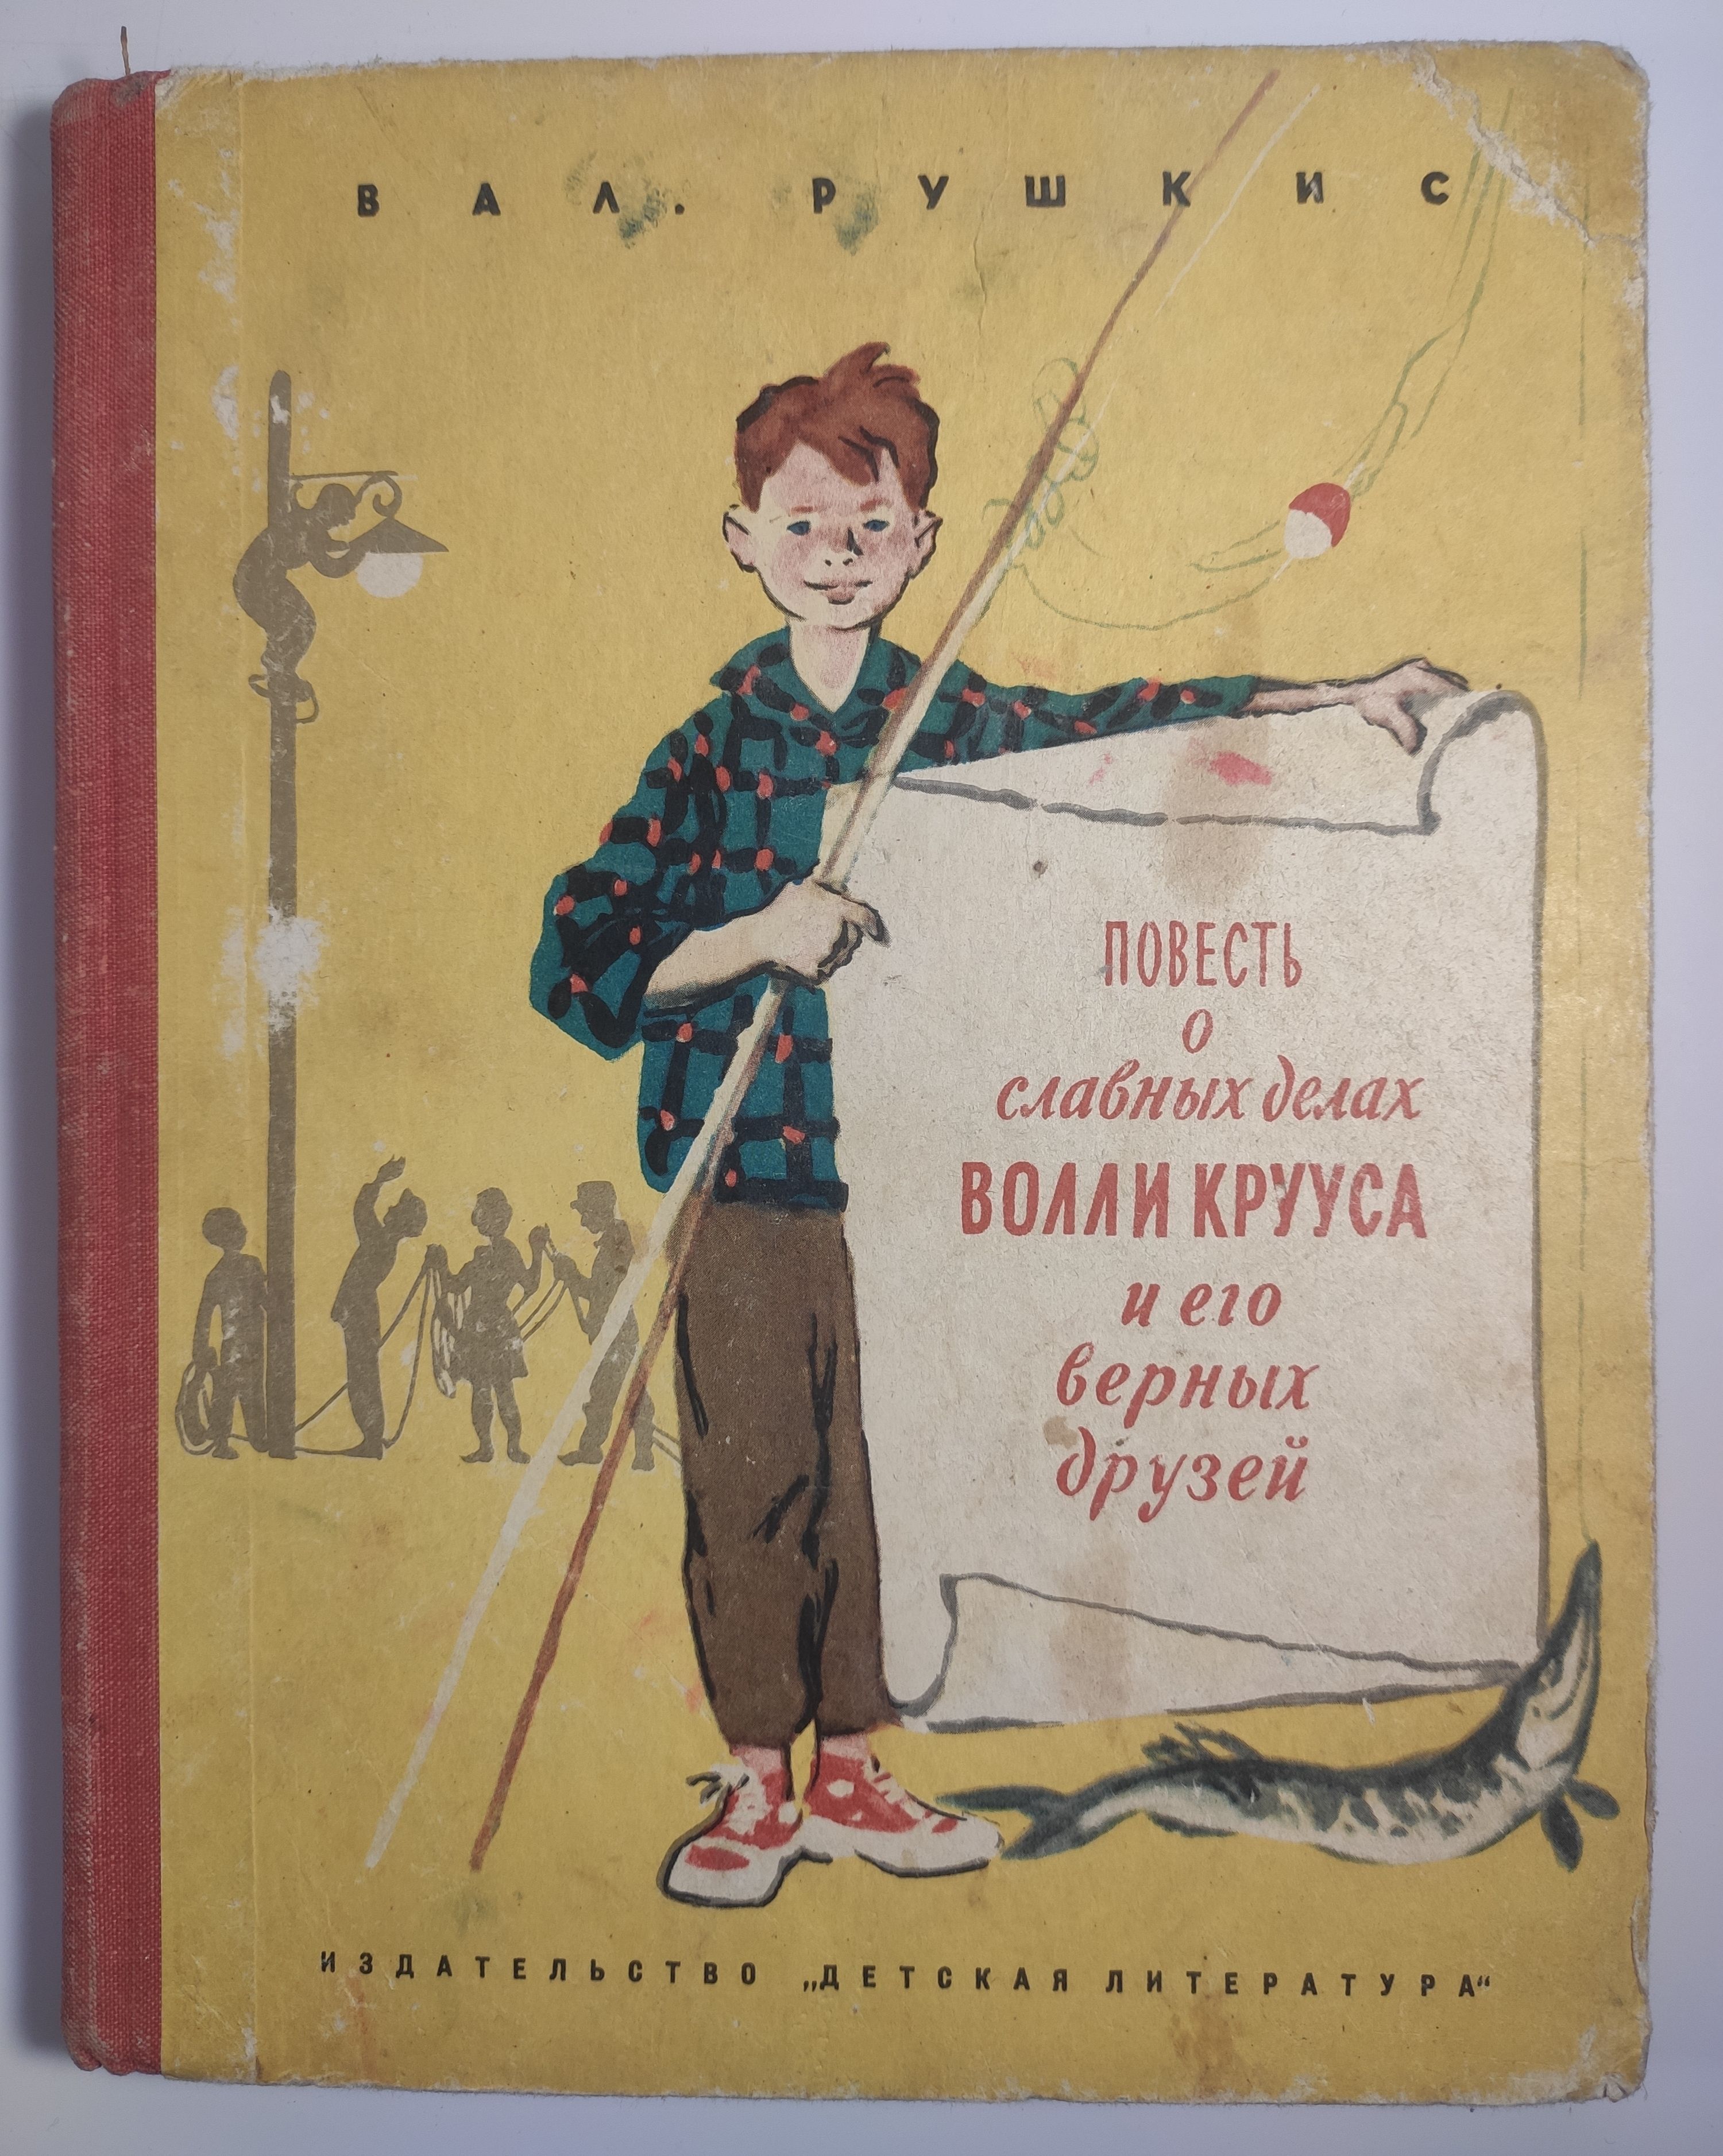 ВАЛ. РУШКИС
ПОВЕСТЬ
о
славных делах
ВОЛЛИ КРУУСА
и его
верных
друзей
ИЗДАТЕЛЬСТВО „ДЕТСКАЯ ЛИТЕРАТУРА“